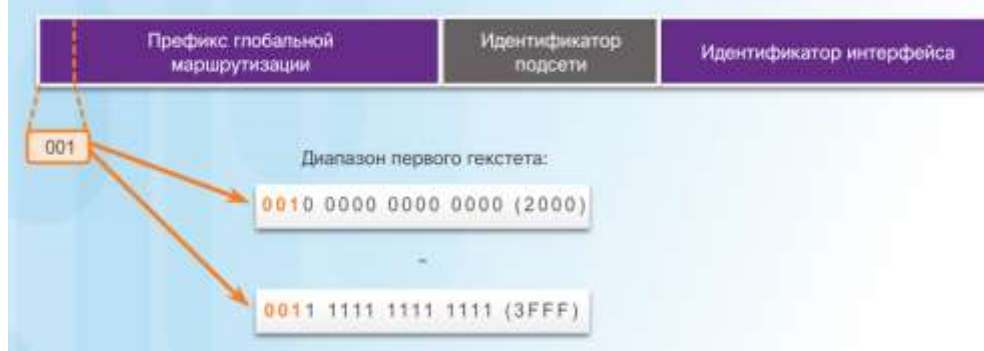 Префикс глобальной
маршрутизации
Идентификатор
подсети
Идентификатор интерфейса
001
Диапазон первого гекстета:
0010 0000 0000 0000 (2000)
-
0011 1111 1111 1111 (3FFF)